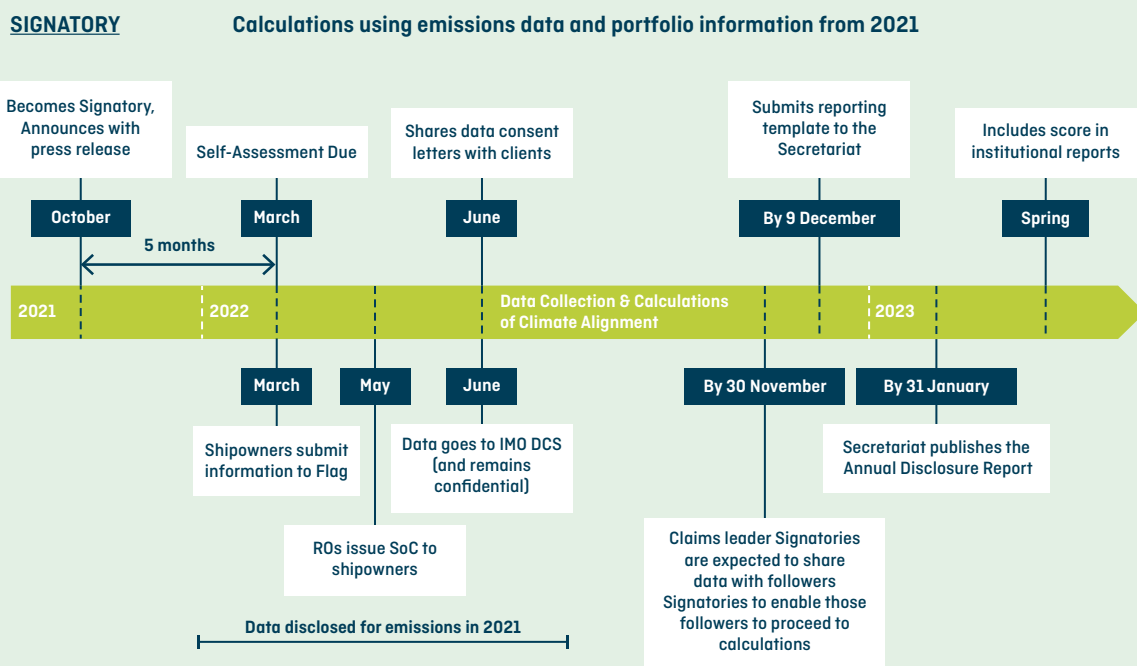 SIGNATORY
Calculations using emissions data and portfolio information from 2021
Becomes Signatory,
Announces with
press release
Self-Assessment Due
Shares data consent
letters with clients
Submits reporting
template to the
Secretariat
Includes score in
institutional reports
October
March
June
By 9 December
Spring
5 months
2021
2022
Data Collection & Calculations
of Climate Alignment
2023
March
May
June
By 30 November
By 31 January
Shipowners submit
information to Flag
Data goes to IMO DCS
(and remains
confidential)
Secretariat publishes the
Annual Disclosure Report
ROs issue SoC to
shipowners
Claims leader Signatories
are expected to share
data with followers
Signatories to enable those
followers to proceed to
calculations
Data disclosed for emissions in 2021